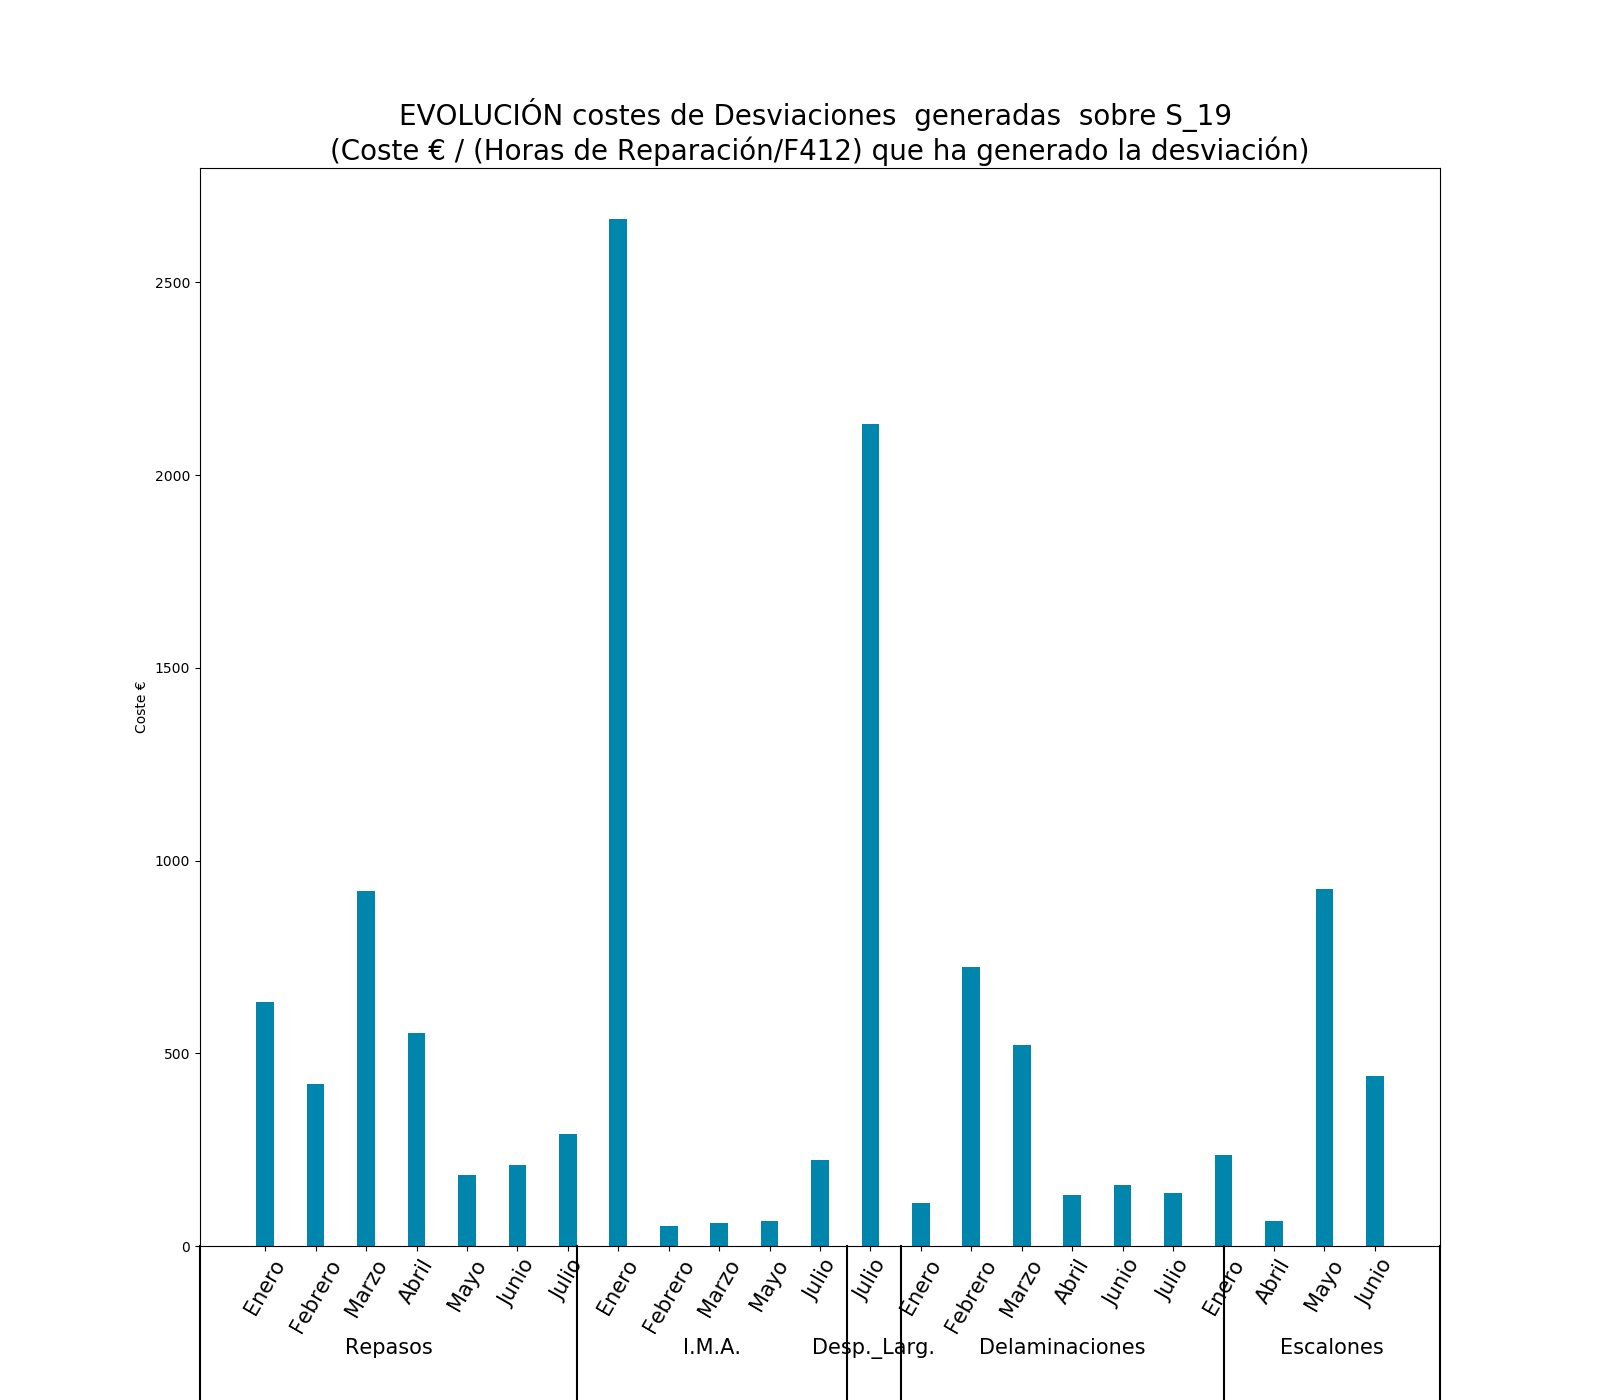 EVOLUCIÓN costes de Desviaciones  generadas  sobre S_19
(Coste € / (Horas de Reparación/F412) que ha generado la desviación)
2500
2000
1500
1000
500
0
Coste €
Enero Febrero Marzo Abril Mayo Junio Julio Enero Febrero Marzo Mayo Julio Julio Enero Febrero Marzo Abril Junio Julio Enero Abril Mayo Junio
Repasos I.M.A. Desp._Larg. Delaminaciones Escalones